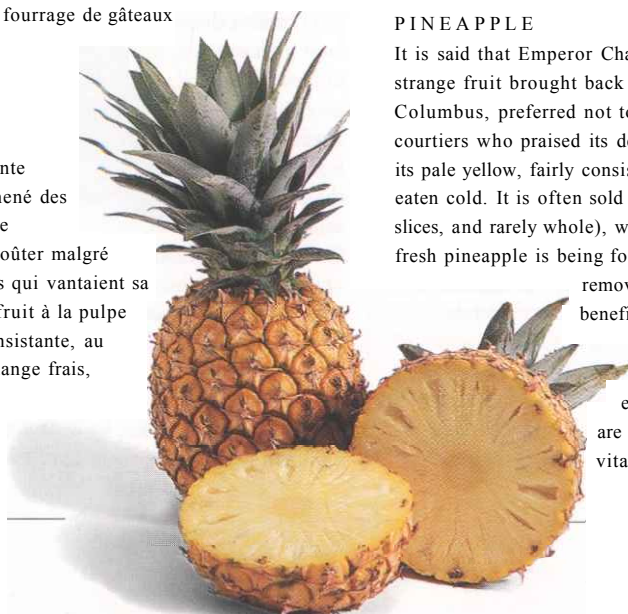 fourrage de gâteaux
nte
ené des
e
oûter malgré
s qui vantaient sa
fruit à la pulpe
nsistante, au
ange frais,
PINEAPPLE
It is said that Emperor Cha
strange fruit brought back
Columbus, preferred not to
courtiers who praised its de
its pale yellow, fairly consis
eaten cold. It is often sold
slices, and rarely whole), w
fresh pineapple is being fo
remov
benefi
e
are
vita